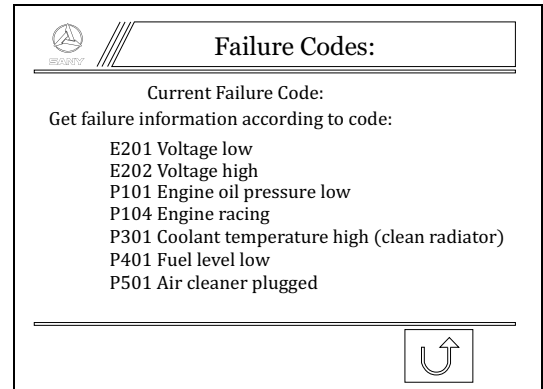 SANY
Failure Codes:
Current Failure Code:
Get failure information according to code:
E201 Voltage low
E202 Voltage high
P101 Engine oil pressure low
P104 Engine racing
P301 Coolant temperature high (clean radiator)
P401 Fuel level low
P501 Air cleaner plugged